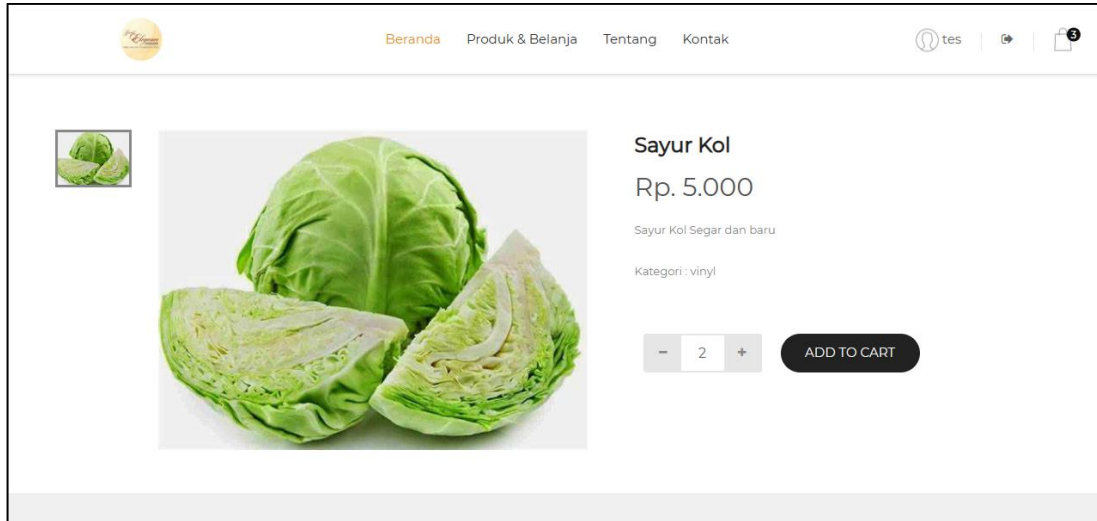 Beranda Produk & Belanja Tentang Kontak tes 3
Sayur Kol
Rp. 5.000
Sayur Kol Segar dan baru
Kategori : vinyl
- 2 + ADD TO CART